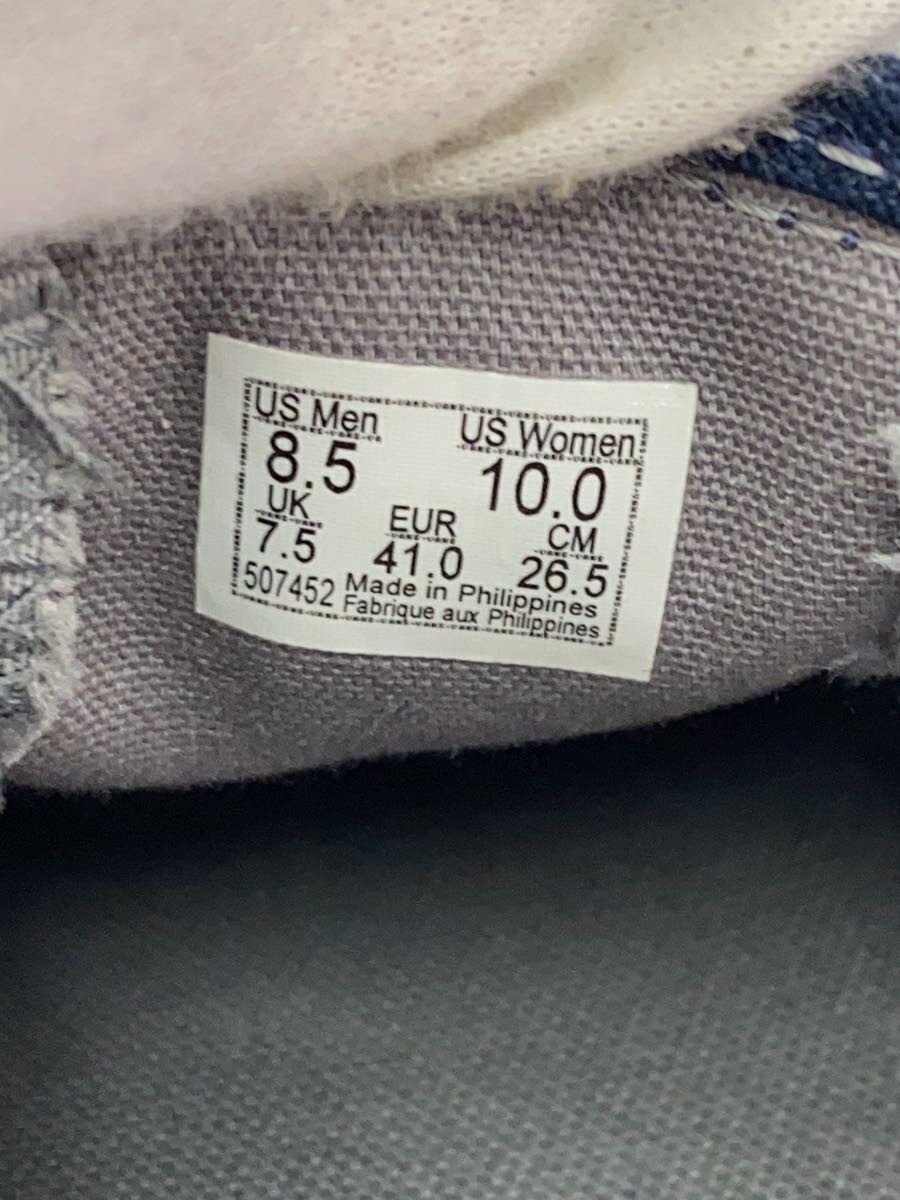 US Men US Women
8.5 10.0
UK EUR CM
7.5 41.0 26.5
507452 Made in Philippines
Fabrique aux Philippines